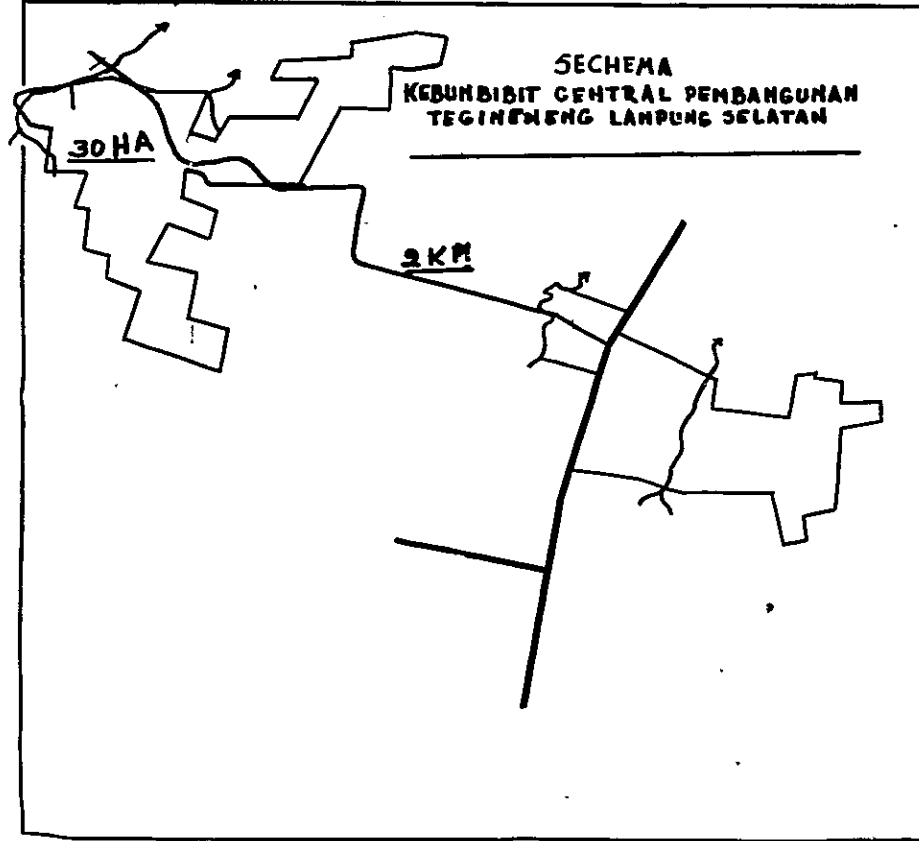 SECHEMA
KEBUNBIBIT CENTRAL PEMBANGUNAN
TEGINENENG LAMPUNG SELATAN
30 HA
2 KM